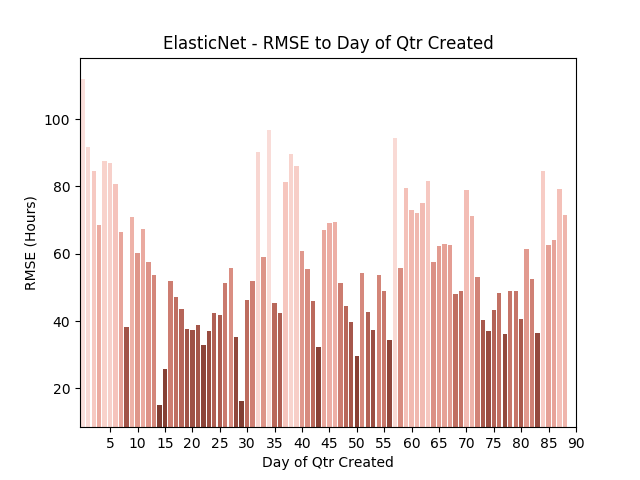 ElasticNet - RMSE to Day of Qtr Created
RMSE (Hours)
100
80
60
40
20
5 10 15 20 25 30 35 40 45 50 55 60 65 70 75 80 85 90
Day of Qtr Created